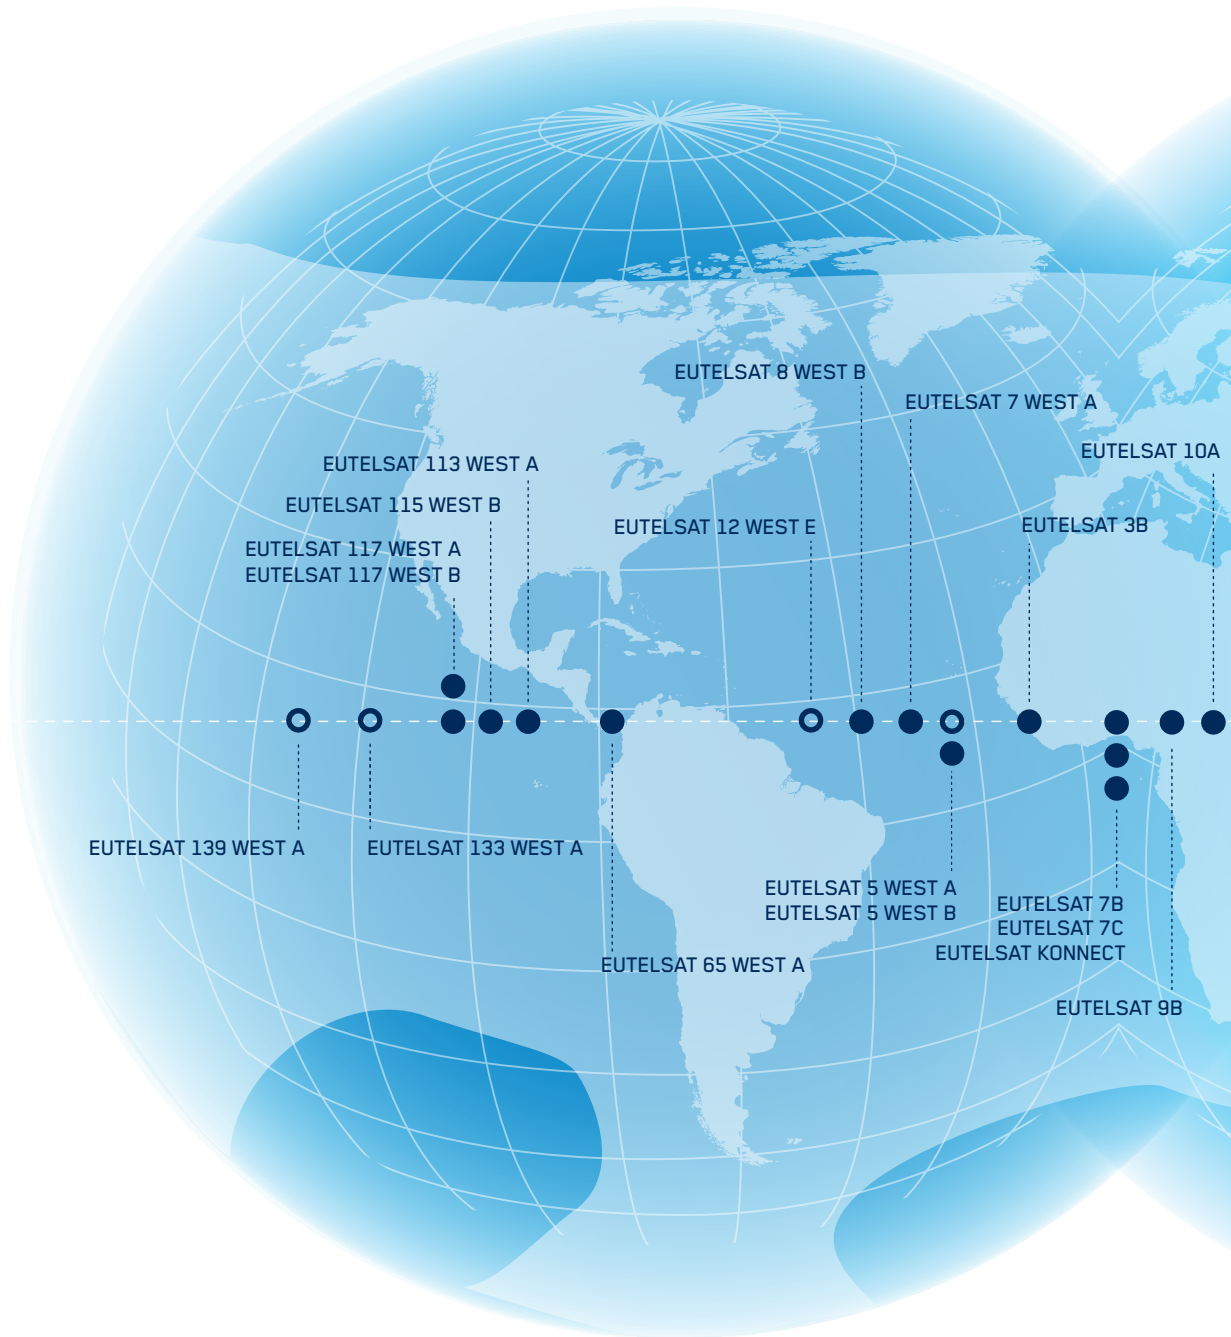 EUTELSAT 8 WEST B
EUTELSAT 7 WEST A
EUTELSAT 10A
EUTELSAT 113 WEST A
EUTELSAT 115 WEST B
EUTELSAT 12 WEST E
EUTELSAT 3B
EUTELSAT 117 WEST A
EUTELSAT 117 WEST B
EUTELSAT 139 WEST A
EUTELSAT 133 WEST A
EUTELSAT 5 WEST A
EUTELSAT 5 WEST B
EUTELSAT 7B
EUTELSAT 7C
EUTELSAT KONNECT
EUTELSAT 65 WEST A
EUTELSAT 9B